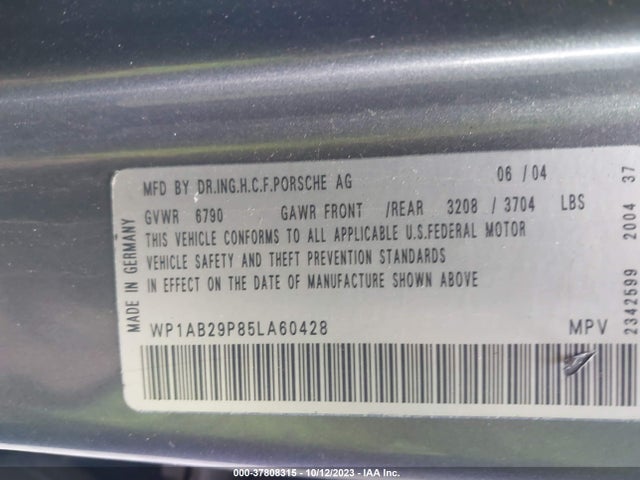 MFD BY DR.ING.H.C.F.PORSCHE AG 06 / 04
GVWR 6790 GAWR FRONT /REAR 3208 / 3704 LBS
THIS VEHICLE CONFORMS TO ALL APPLICABLE U.S.FEDERAL MOTOR
VEHICLE SAFETY AND THEFT PREVENTION STANDARDS
IN EFFECT ON THE DATE OF MANUFACTURE SHOWN ABOVE
WP1AB29P85LA60428 MPV
MADE IN GERMANY
2342599 2004 37
000-37808315 - 10/12/2023 - IAA Inc.